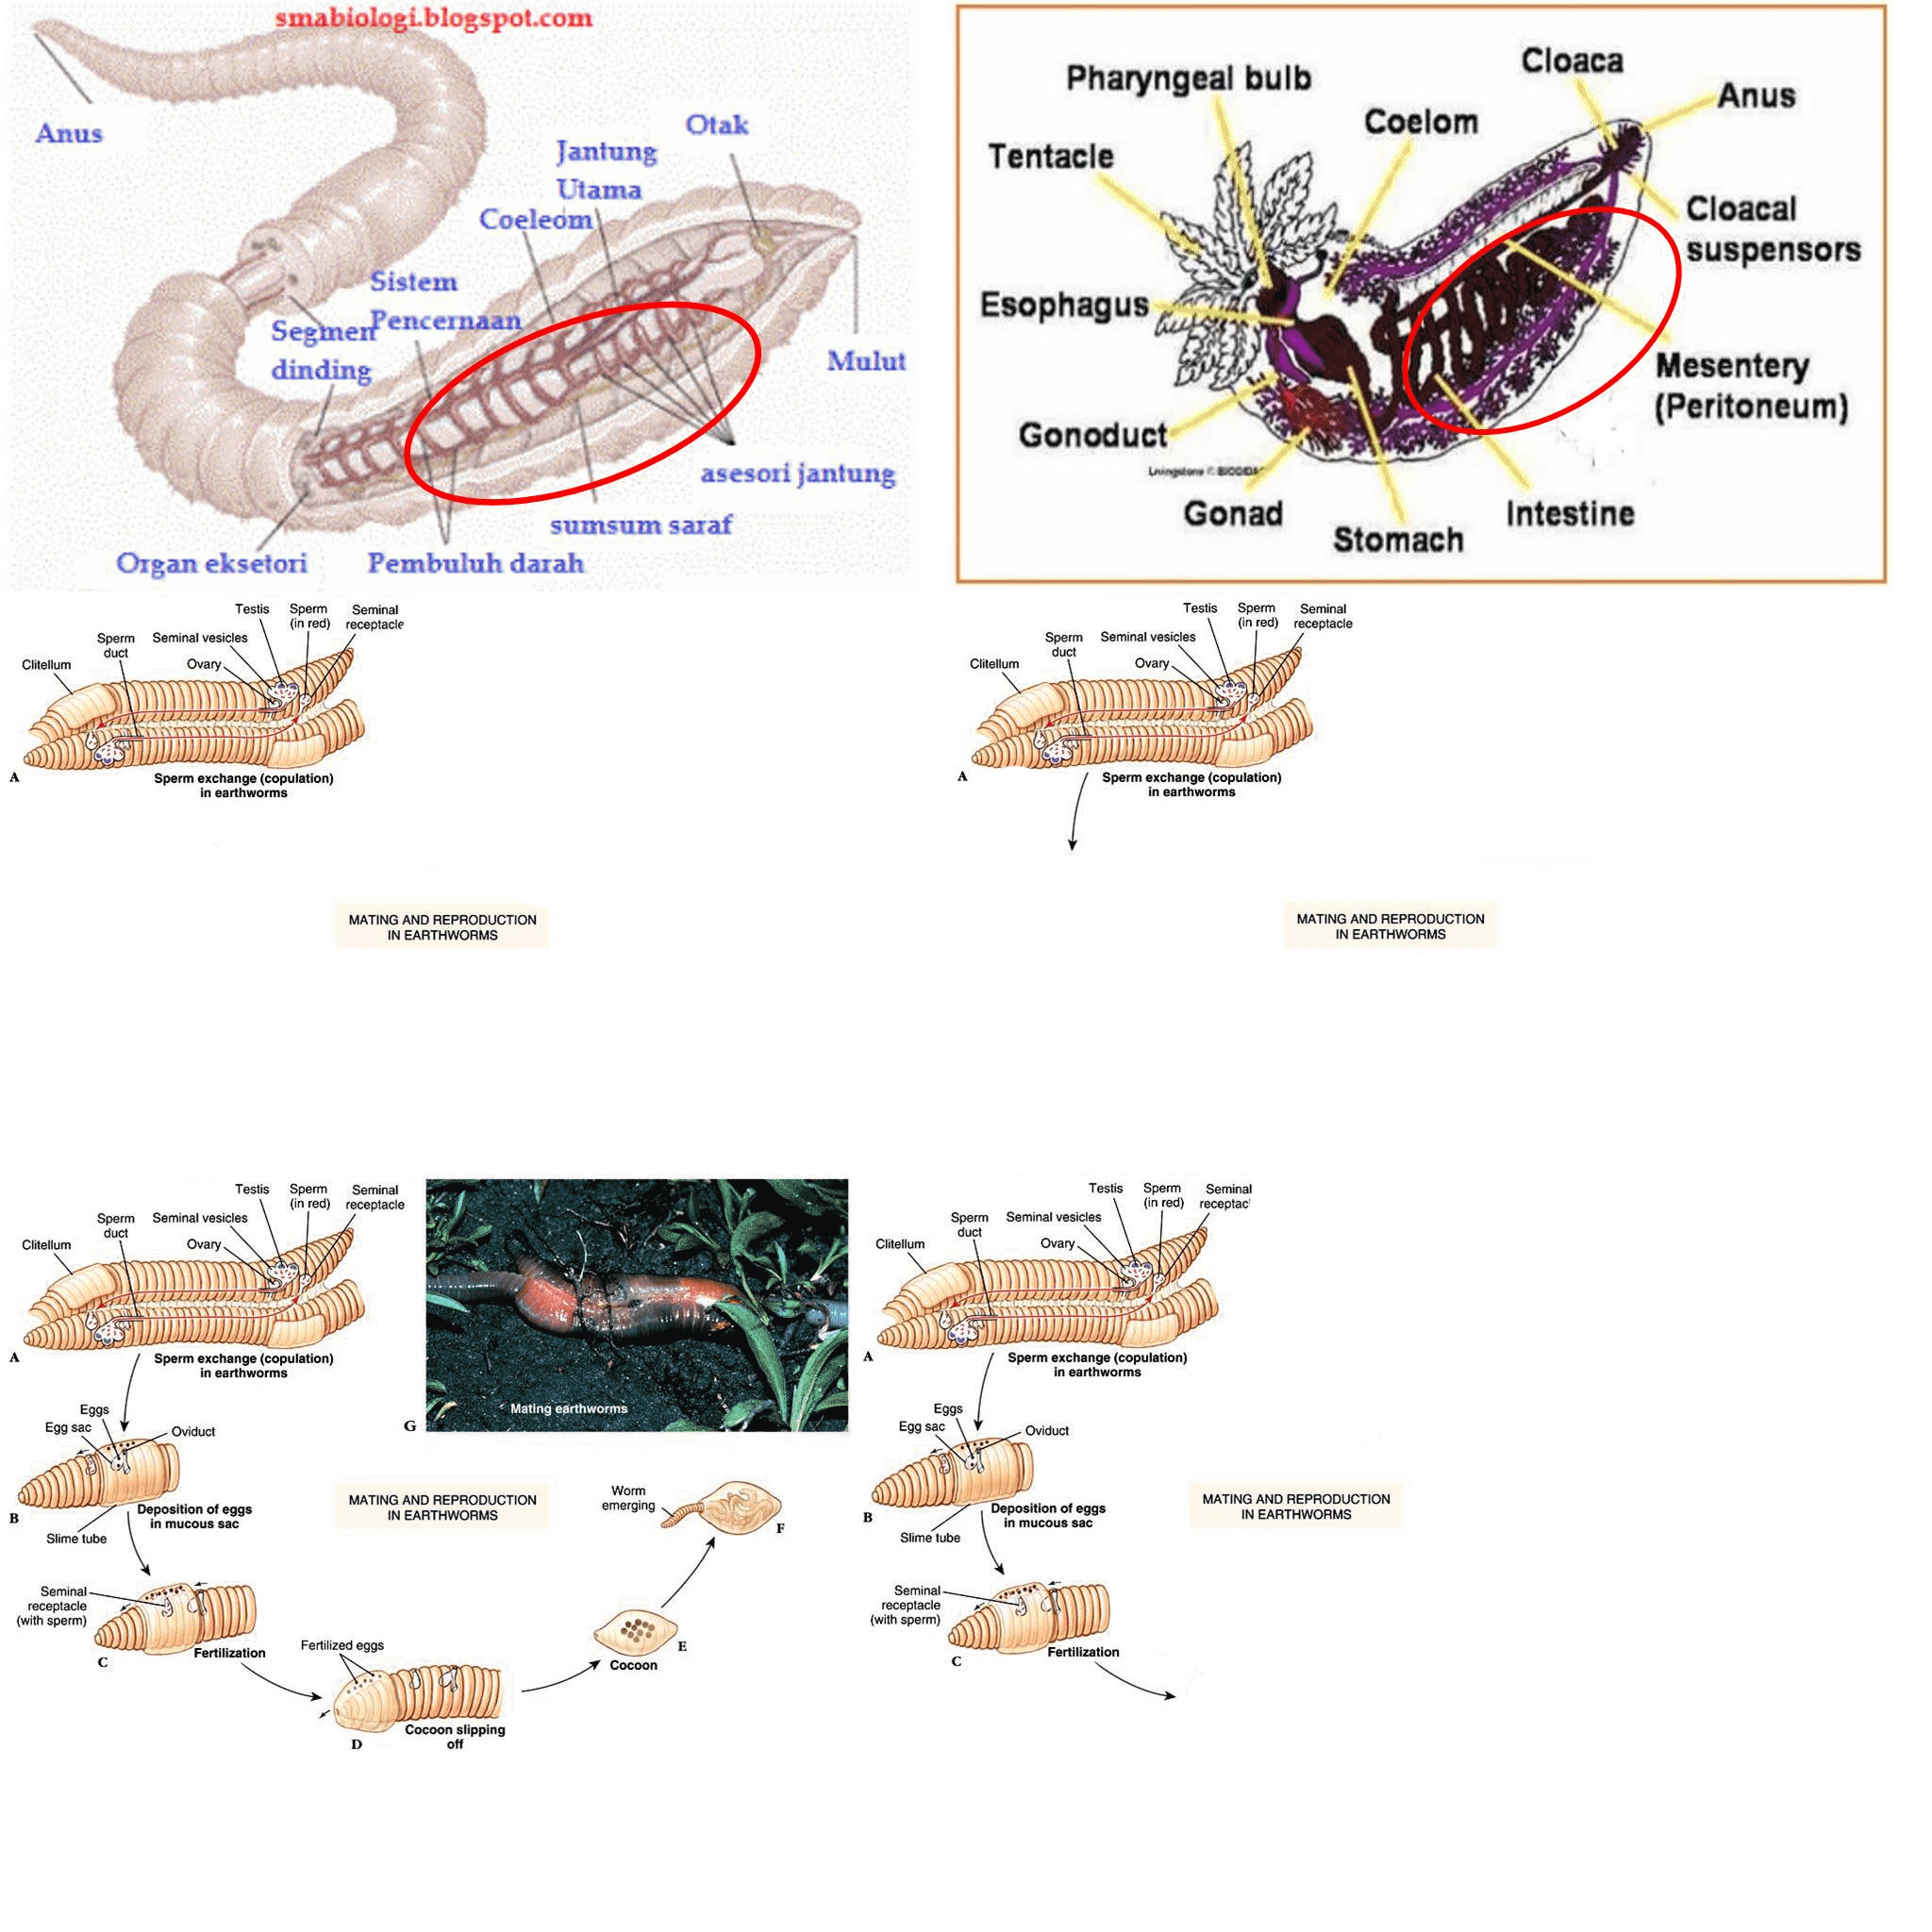 smabiologi.blogspot.com
Anus
Otak
Jantung
Utama
Coeleom
Sistem
Pencernaan
Segmen
dinding
Mulut
asesori jantung
sumsum saraf
Organ eksetori
Pembuluh darah
Cloaca
Pharyngeal bulb
Anus
Coelom
Tentacle
Cloacal
suspensors
Esophagus
Mesentery
(Peritoneum)
Gonoduct
Gonad
Stomach
Intestine
Testis
Sperm
(in red)
Seminal
receptacle
Sperm
duct
Seminal vesicles
Ovary
Clitellum
A
Sperm exchange (copulation)
in earthworms
MATING AND REPRODUCTION
IN EARTHWORMS
Testis
Sperm
(in red)
Seminal
receptacle
Sperm
duct
Seminal vesicles
Ovary
Clitellum
A
Sperm exchange (copulation)
in earthworms
MATING AND REPRODUCTION
IN EARTHWORMS
Testis
Sperm
(in red)
Seminal
receptacle
Sperm
duct
Seminal vesicles
Ovary
Clitellum
A
Sperm exchange (copulation)
in earthworms
Mating earthworms
G
Eggs
Egg sac
Oviduct
Deposition of eggs
in mucous sac
B
Slime tube
MATING AND REPRODUCTION
IN EARTHWORMS
Worm
emerging
F
Seminal
receptacle
(with sperm)
Fertilization
C
Fertilized eggs
E
Cocoon
Cocoon slipping
off
D
Testis
Sperm
(in red)
Seminal
receptac
Sperm
duct
Seminal vesicles
Ovary
Clitellum
A
Sperm exchange (copulation)
in earthworms
Eggs
Egg sac
Oviduct
Deposition of eggs
in mucous sac
B
Slime tube
MATING AND REPRODUCTION
IN EARTHWORMS
Seminal
receptacle
(with sperm)
Fertilization
C